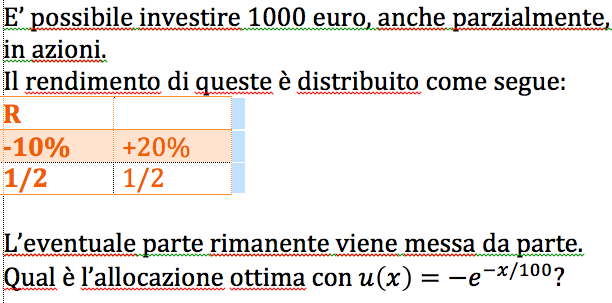 E’ possibile investire 1000 euro, anche parzialmente,
in azioni.
Il rendimento di queste è distribuito come segue:
R
-10% +20%
1/2 1/2
L’eventuale parte rimanente viene messa da parte.
Qual è l’allocazione ottima con u(x) = −e^{−x/100}?